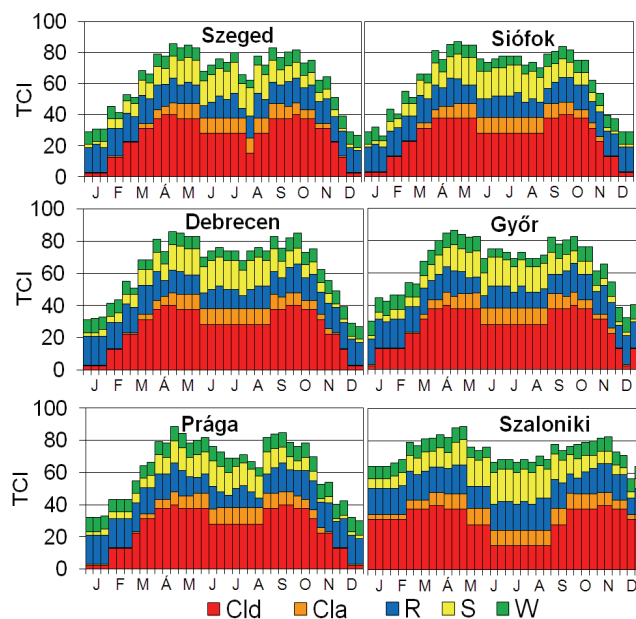 Szeged
Siófok
TCI
100
80
60
40
20
0
J F M Á M J J A S O N D
J F M Á M J J A S O N D
Debrecen
Győr
TCI
100
80
60
40
20
0
J F M Á M J J A S O N D
J F M Á M J J A S O N D
Prága
Szaloniki
TCI
100
80
60
40
20
0
J F M Á M J J A S O N D
J F M Á M J J A S O N D
Cld Cla R S W